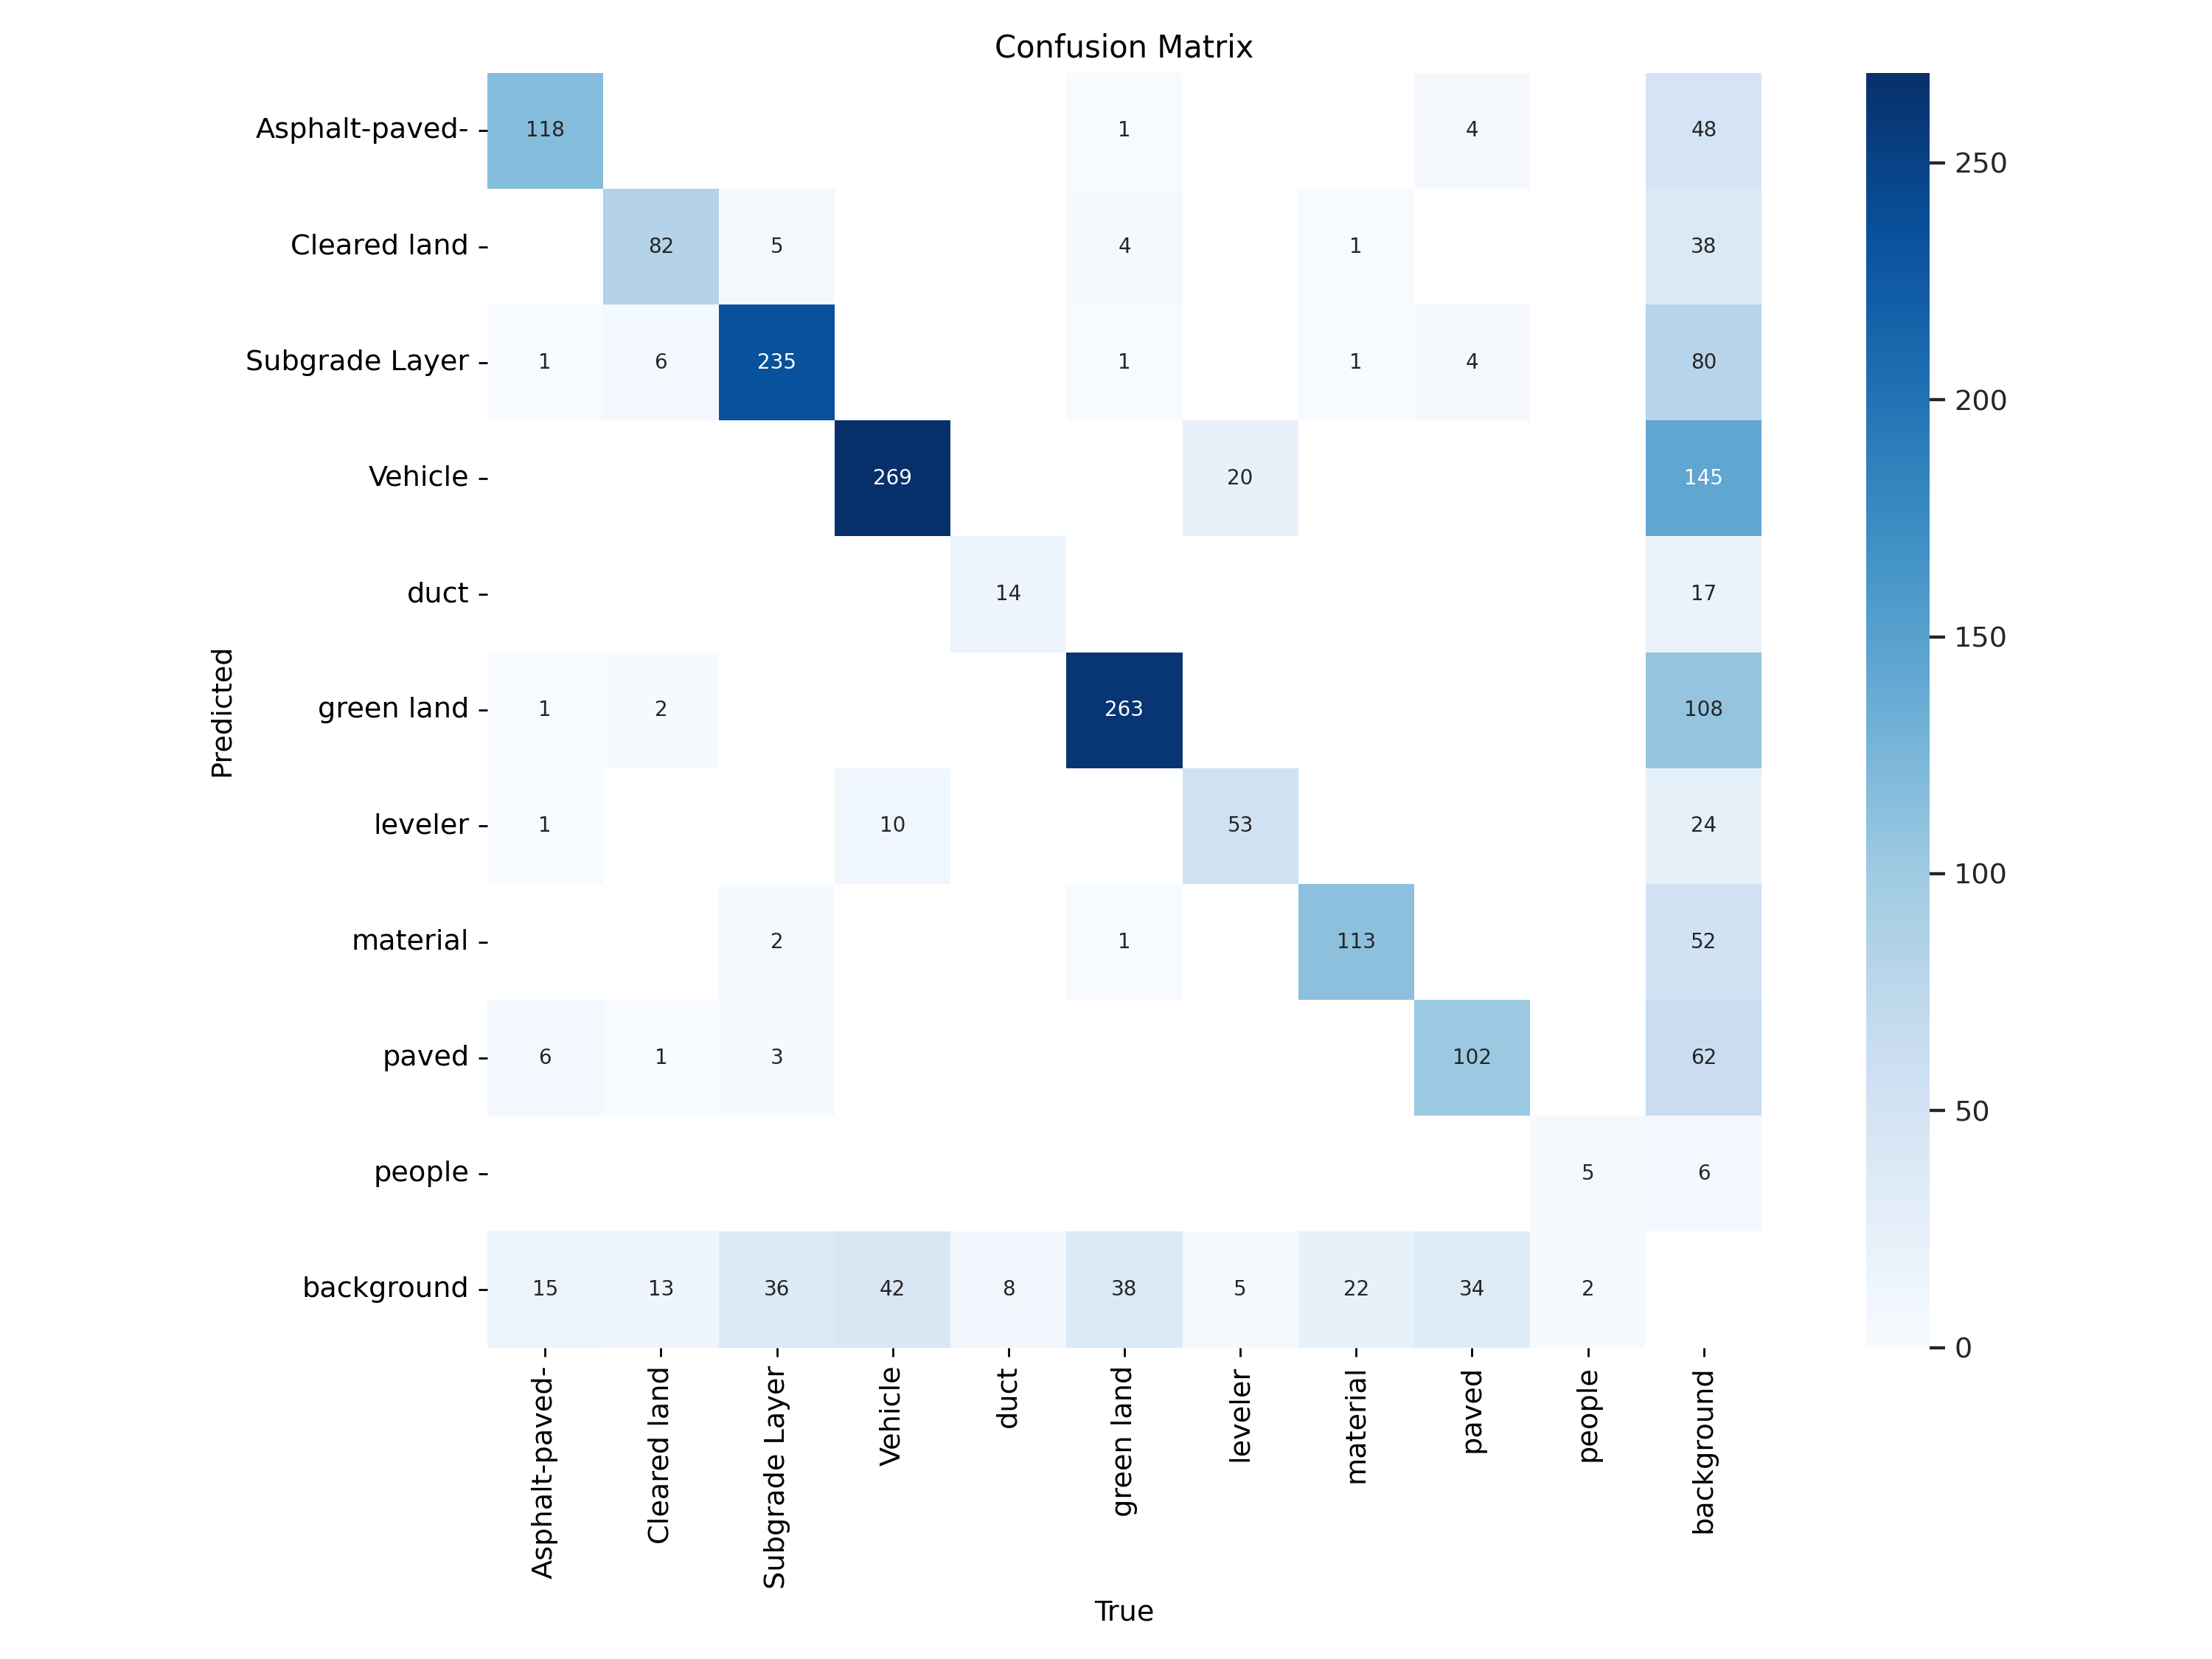 Confusion Matrix
Asphalt-paved- 118 1 4 48
Cleared land 82 5 4 1 38
Subgrade Layer 1 6 235 1 1 4 80
Vehicle 269 20 145
duct 14 17
green land 1 2 263 108
leveler 1 10 53 24
material 2 1 113 52
paved 6 1 3 102 62
people 5 6
background 15 13 36 42 8 38 5 22 34 2
Predicted
Asphalt-paved-
Cleared land
Subgrade Layer
Vehicle
duct
green land
leveler
material
paved
people
background
True
250
200
150
100
50
0